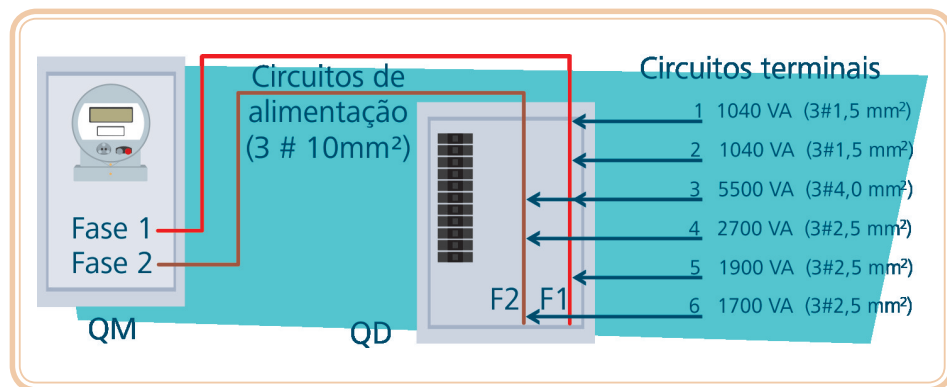 Circuitos de
alimentação
(3 # 10mm²)
Circuitos terminais
1 1040 VA (3#1,5 mm²)
2 1040 VA (3#1,5 mm²)
3 5500 VA (3#4,0 mm²)
4 2700 VA (3#2,5 mm²)
5 1900 VA (3#2,5 mm²)
6 1700 VA (3#2,5 mm²)
Fase 1
Fase 2
F2 F1
QM
QD